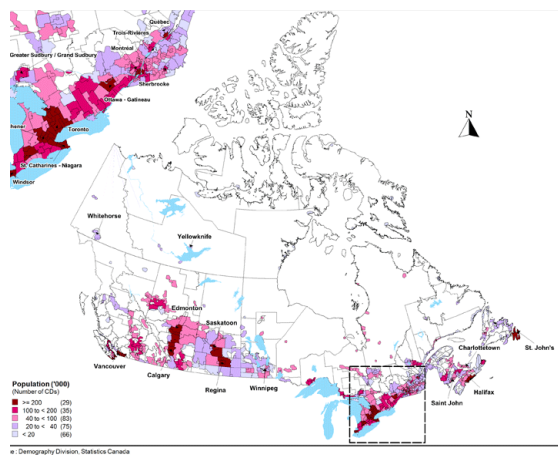 Québec
Trois-Rivières
Montréal
Greater Sudbury / Grand Sudbury
Sherbrooke
Ottawa - Gatineau
Toronto
St. Catharines - Niagara
Windsor
N
Whitehorse
Yellowknife
Edmonton
Saskatoon
Vancouver
Calgary
Regina
Winnipeg
Charlottetown
St. John's
Halifax
Saint John
Population ('000)
(Number of CDs)
>= 200 (29)
100 to < 200 (35)
40 to < 100 (83)
20 to < 40 (75)
< 20 (66)
: Demography Division, Statistics Canada